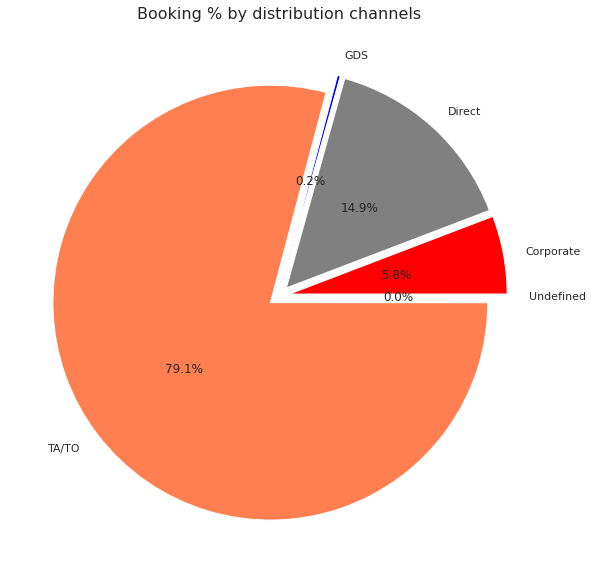 Booking % by distribution channels
GDS
Direct
0.2%
14.9%
Corporate
5.8%
Undefined
0.0%
79.1%
TA/TO